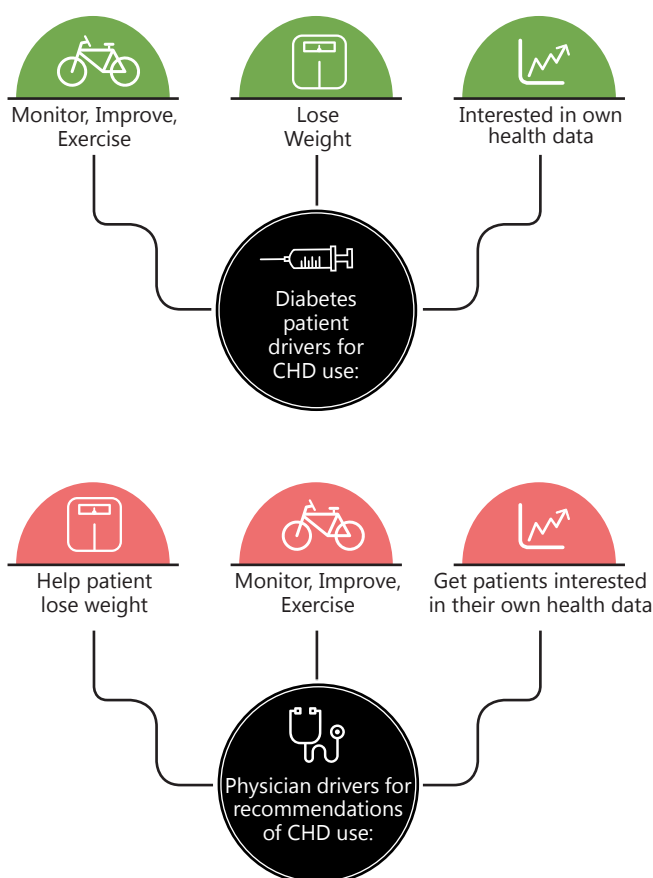 Monitor, Improve,
Exercise
Lose
Weight
Interested in own
health data
Diabetes
patient
drivers for
CHD use:
Help patient
lose weight
Monitor, Improve,
Exercise
Get patients interested
in their own health data
Physician drivers for
recommendations
of CHD use: